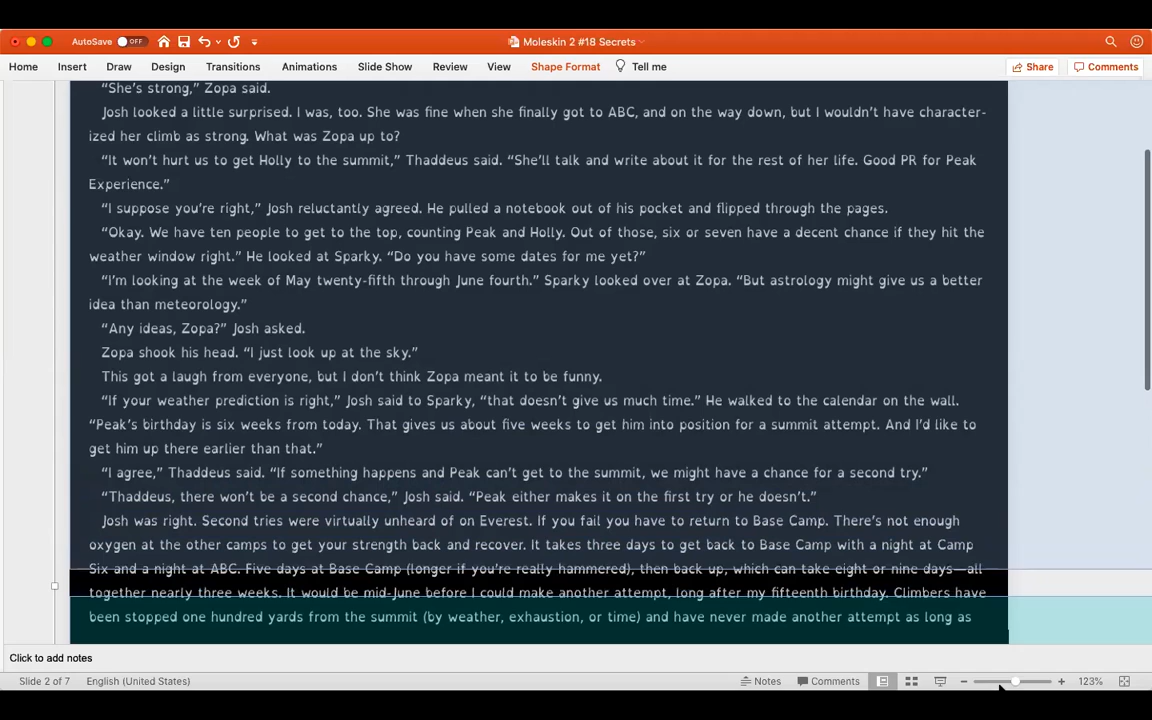 AutoSave OFF Moleskin 2 #18 Secrets
Home Insert Draw Design Transitions Animations Slide Show Review View Shape Format Tell me Share Comments
“She’s strong,” Zopa said.
Josh looked a little surprised. I was, too. She was fine when she finally got to ABC, and on the way down, but I wouldn’t have character-
ized her climb as strong. What was Zopa up to?
“It won’t hurt us to get Holly to the summit,” Thaddeus said. “She’ll talk and write about it for the rest of her life. Good PR for Peak
Experience.”
“I suppose you’re right,” Josh reluctantly agreed. He pulled a notebook out of his pocket and flipped through the pages.
“Okay. We have ten people to get to the top, counting Peak and Holly. Out of those, six or seven have a decent chance if they hit the
weather window right.” He looked at Sparky. “Do you have some dates for me yet?”
“I’m looking at the week of May twenty-fifth through June fourth.” Sparky looked over at Zopa. “But astrology might give us a better
idea than meteorology.”
“Any ideas, Zopa?” Josh asked.
Zopa shook his head. “I just look up at the sky.”
This got a laugh from everyone, but I don’t think Zopa meant it to be funny.
“If your weather prediction is right,” Josh said to Sparky, “that doesn’t give us much time.” He walked to the calendar on the wall.
“Peak’s birthday is six weeks from today. That gives us about five weeks to get him into position for a summit attempt. And I’d like to
get him up there earlier than that.”
“I agree,” Thaddeus said. “If something happens and Peak can’t get to the summit, we might have a chance for a second try.”
“Thaddeus, there won’t be a second chance,” Josh said. “Peak either makes it on the first try or he doesn’t.”
Josh was right. Second tries were virtually unheard of on Everest. If you fail you have to return to Base Camp. There’s not enough
oxygen at the other camps to get your strength back and recover. It takes three days to get back to Base Camp with a night at Camp
Six and a night at ABC. Five days at Base Camp (longer if you’re really hammered), then back up, which can take eight or nine days—all
together nearly three weeks. It would be mid-June before I could make another attempt, long after my fifteenth birthday. Climbers have
been stopped one hundred yards from the summit (by weather, exhaustion, or time) and have never made another attempt as long as
Click to add notes
Slide 2 of 7 English (United States) Notes Comments 123%